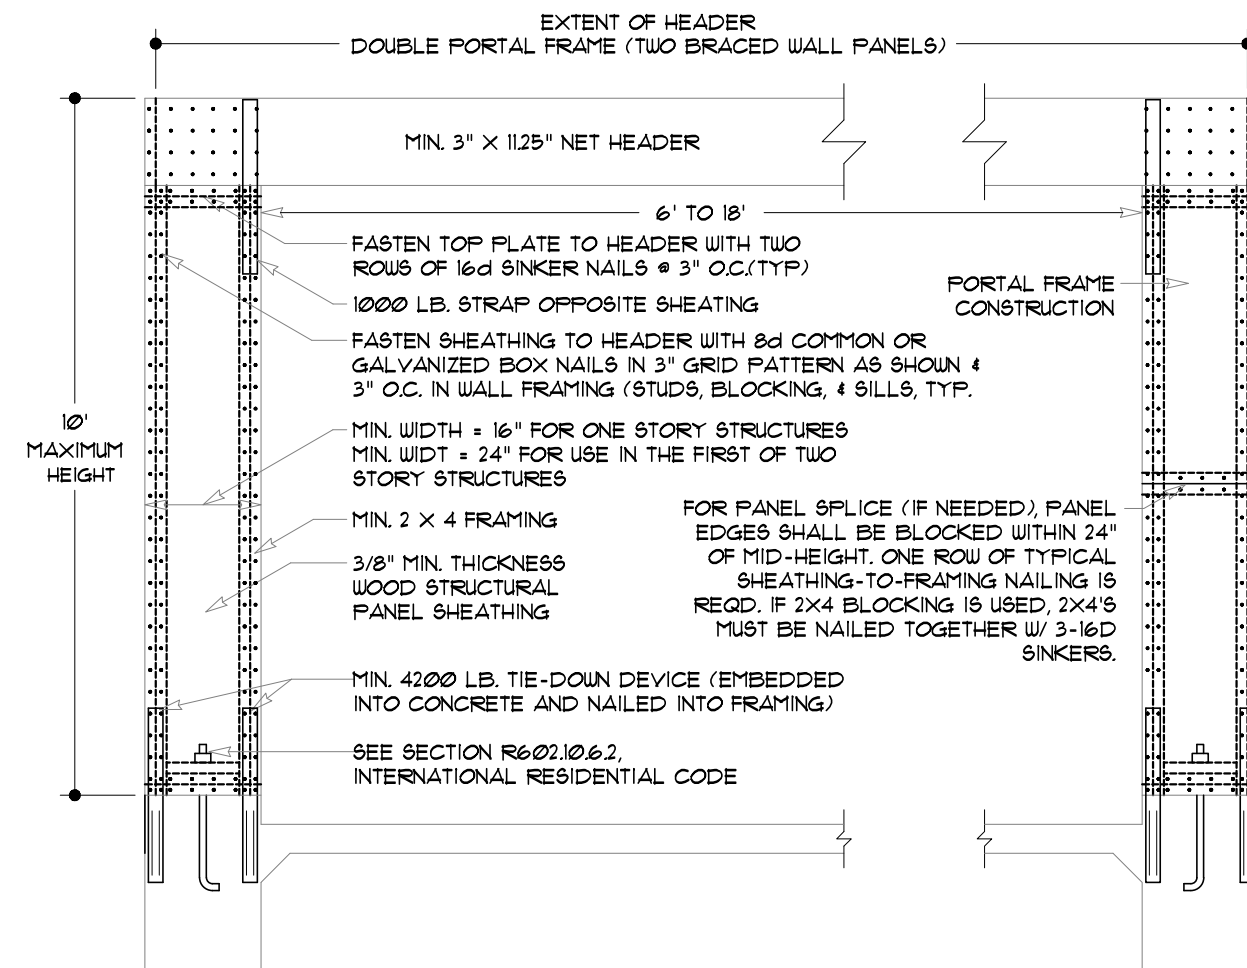 EXTENT OF HEADER
DOUBLE PORTAL FRAME (TWO BRACED WALL PANELS)
MIN. 3" X 11.25" NET HEADER
6' TO 18'
FASTEN TOP PLATE TO HEADER WITH TWO
ROWS OF 16d SINKER NAILS @ 3" O.C.(TYP)
1000 LB. STRAP OPPOSITE SHEATING
PORTAL FRAME
CONSTRUCTION
FASTEN SHEATHING TO HEADER WITH 8d COMMON OR
GALVANIZED BOX NAILS IN 3" GRID PATTERN AS SHOWN &
3" O.C. IN WALL FRAMING (STUDS, BLOCKING, & SILLS, TYP.
10'
MAXIMUM
HEIGHT
MIN. WIDTH = 16" FOR ONE STORY STRUCTURES
MIN. WIDT = 24" FOR USE IN THE FIRST OF TWO
STORY STRUCTURES
MIN. 2 X 4 FRAMING
3/8" MIN. THICKNESS
WOOD STRUCTURAL
PANEL SHEATHING
FOR PANEL SPLICE (IF NEEDED), PANEL
EDGES SHALL BE BLOCKED WITHIN 24"
OF MID-HEIGHT. ONE ROW OF TYPICAL
SHEATHING-TO-FRAMING NAILING IS
REQD. IF 2X4 BLOCKING IS USED, 2X4'S
MUST BE NAILED TOGETHER W/ 3-16D
SINKERS.
MIN. 4200 LB. TIE-DOWN DEVICE (EMBEDDED
INTO CONCRETE AND NAILED INTO FRAMING)
SEE SECTION R602.10.6.2,
INTERNATIONAL RESIDENTIAL CODE